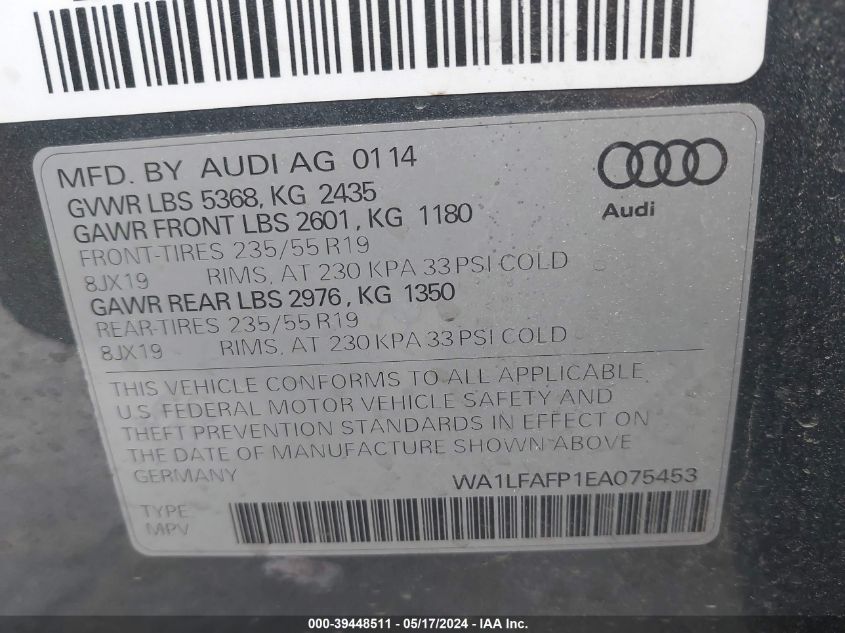 MFD. BY AUDI AG 0114
GVWR LBS 5368, KG 2435
GAWR FRONT LBS 2601, KG 1180
FRONT-TIRES 235/55 R19
8JX19 RIMS, AT 230 KPA 33 PSI COLD
GAWR REAR LBS 2976, KG 1350
REAR-TIRES 235/55 R19
8JX19 RIMS, AT 230 KPA 33 PSI COLD
Audi
THIS VEHICLE CONFORMS TO ALL APPLICABLE
U.S. FEDERAL MOTOR VEHICLE SAFETY AND
THEFT PREVENTION STANDARDS IN EFFECT ON
THE DATE OF MANUFACTURE SHOWN ABOVE
GERMANY WA1LFAFP1EA075453
TYPE
MPV
000-39448511 - 05/17/2024 - IAA Inc.